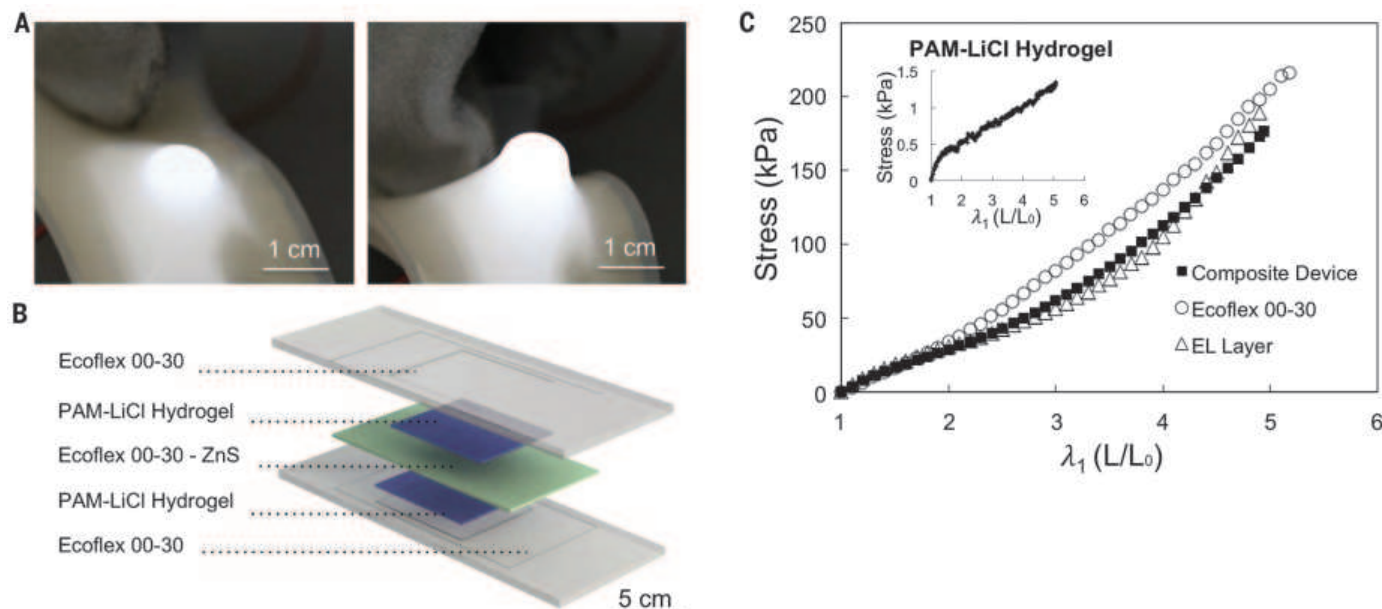 A
1 cm
1 cm
B
Ecoflex 00-30
PAM-LiCl Hydrogel
Ecoflex 00-30 - ZnS
PAM-LiCl Hydrogel
Ecoflex 00-30
5 cm
C
Stress (kPa)
250
200
150
100
50
0
1
2
3
4
5
6
λ₁ (L/L₀)
PAM-LiCl Hydrogel
Stress (kPa)
1.5
1
0.5
0
1
2
3
4
5
6
λ₁ (L/L₀)
Composite Device
Ecoflex 00-30
EL Layer